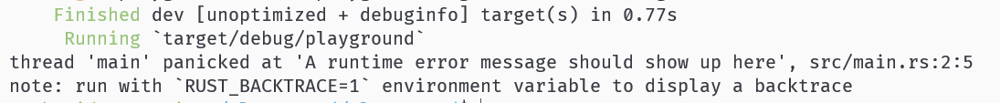 Finished dev [unoptimized + debuginfo] target(s) in 0.77s
Running `target/debug/playground`
thread 'main' panicked at 'A runtime error message should show up here', src/main.rs:2:5
note: run with `RUST_BACKTRACE=1` environment variable to display a backtrace